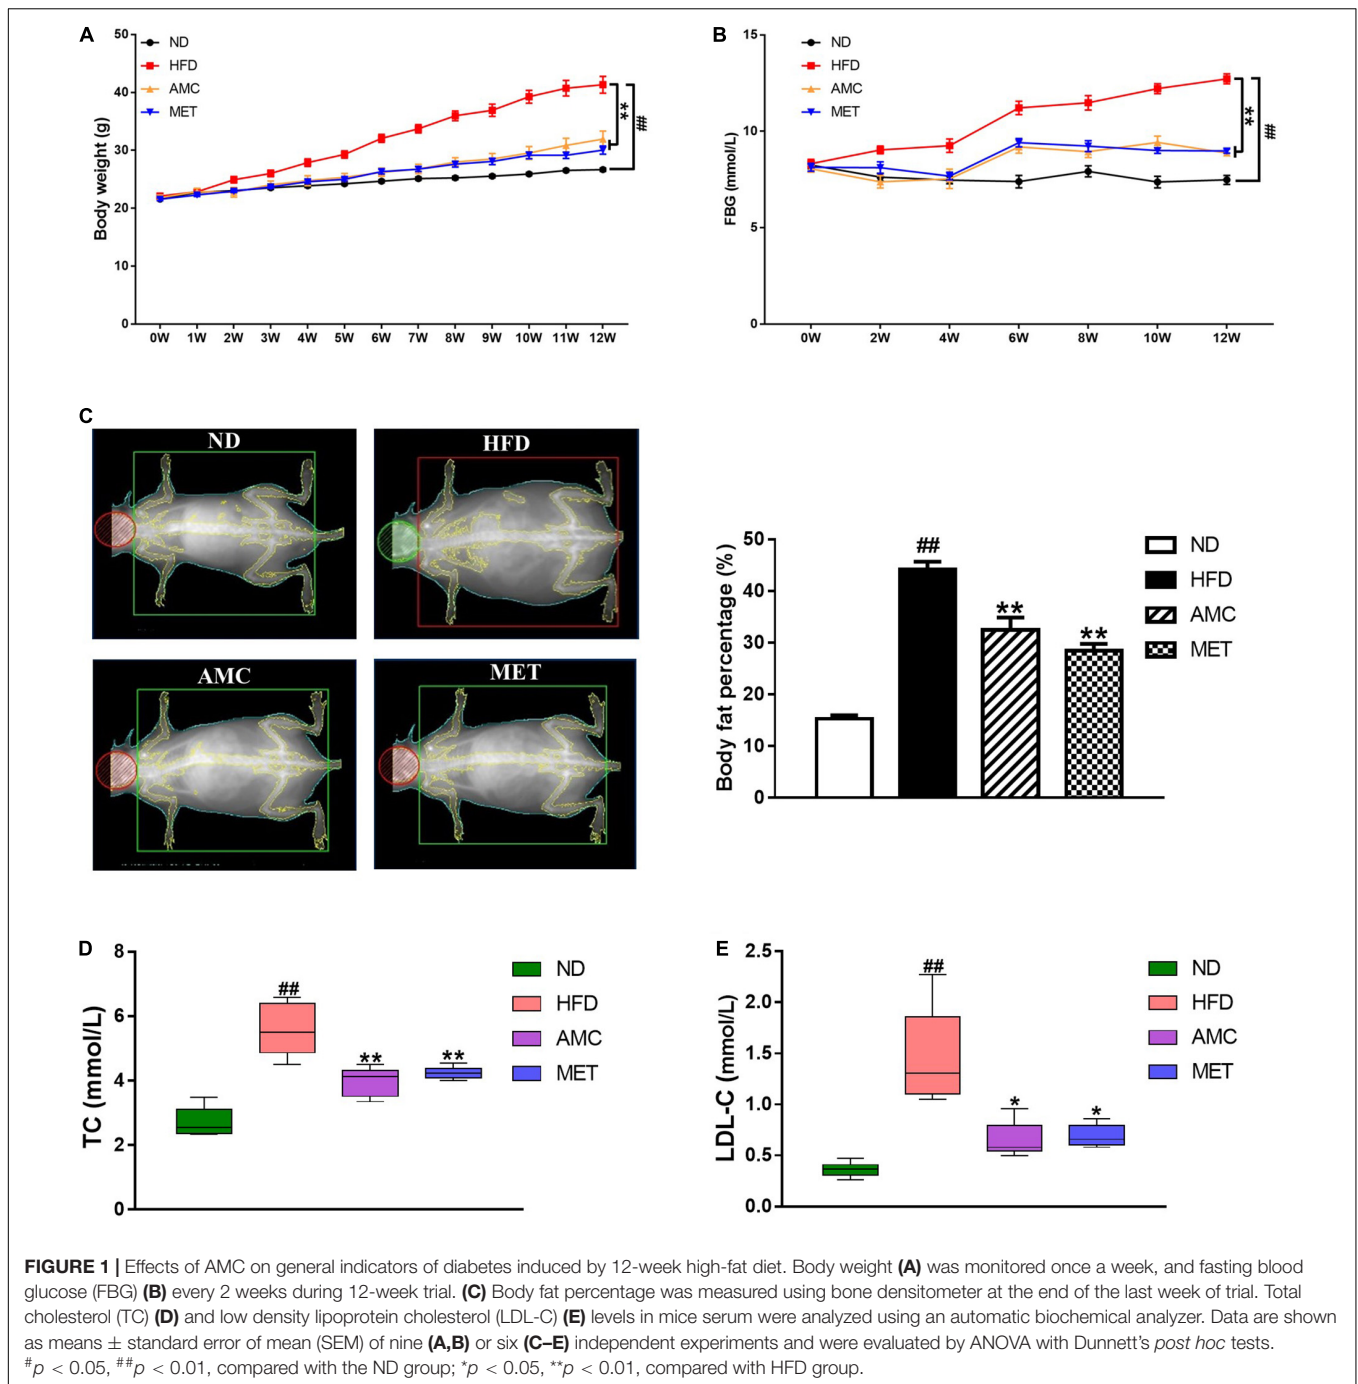 A
50
40
30
20
10
0
Body weight (g)
ND
HFD
AMC
MET
**
##
0W 1W 2W 3W 4W 5W 6W 7W 8W 9W 10W 11W 12W
B
15
10
5
0
FBG (mmol/L)
ND
HFD
AMC
MET
**
##
0W 2W 4W 6W 8W 10W 12W
C
ND
HFD
AMC
MET
50
40
30
20
10
0
Body fat percentage (%)
##
**
**
ND
HFD
AMC
MET
D
8
6
4
2
0
TC (mmol/L)
##
**
**
ND
HFD
AMC
MET
E
2.5
2.0
1.5
1.0
0.5
0.0
LDL-C (mmol/L)
##
*
*
ND
HFD
AMC
MET
FIGURE 1 | Effects of AMC on general indicators of diabetes induced by 12-week high-fat diet. Body weight (A) was monitored once a week, and fasting blood
glucose (FBG) (B) every 2 weeks during 12-week trial. (C) Body fat percentage was measured using bone densitometer at the end of the last week of trial. Total
cholesterol (TC) (D) and low density lipoprotein cholesterol (LDL-C) (E) levels in mice serum were analyzed using an automatic biochemical analyzer. Data are shown
as means ± standard error of mean (SEM) of nine (A,B) or six (C–E) independent experiments and were evaluated by ANOVA with Dunnett's post hoc tests.
#p < 0.05, ##p < 0.01, compared with the ND group; *p < 0.05, **p < 0.01, compared with HFD group.